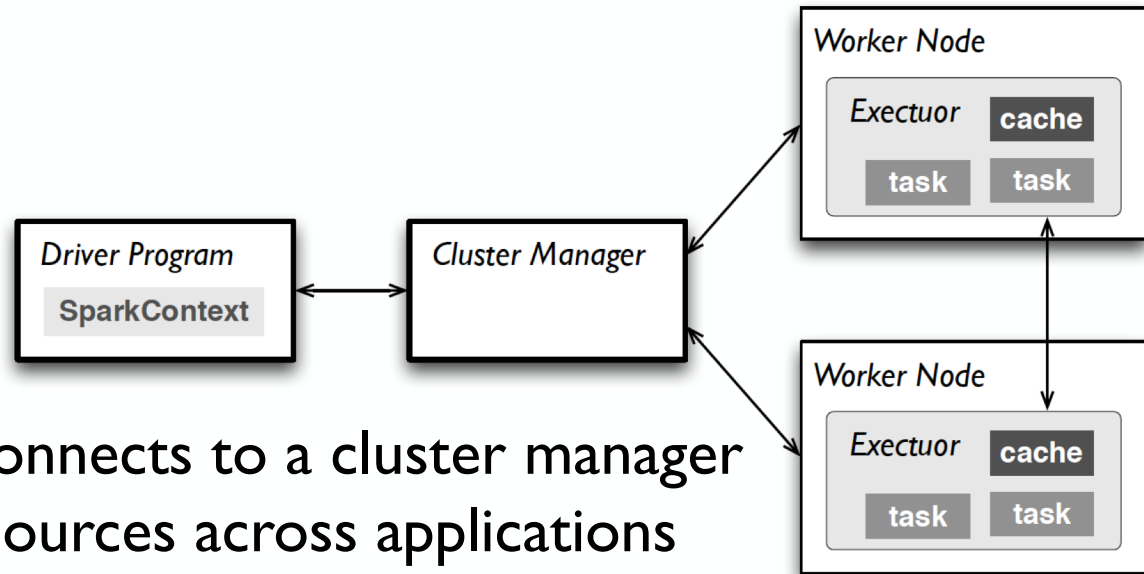 Worker Node
Exectuor
cache
task
task
Driver Program
SparkContext
Cluster Manager
Worker Node
Exectuor
cache
task
task
onnects to a cluster manager
ources across applications